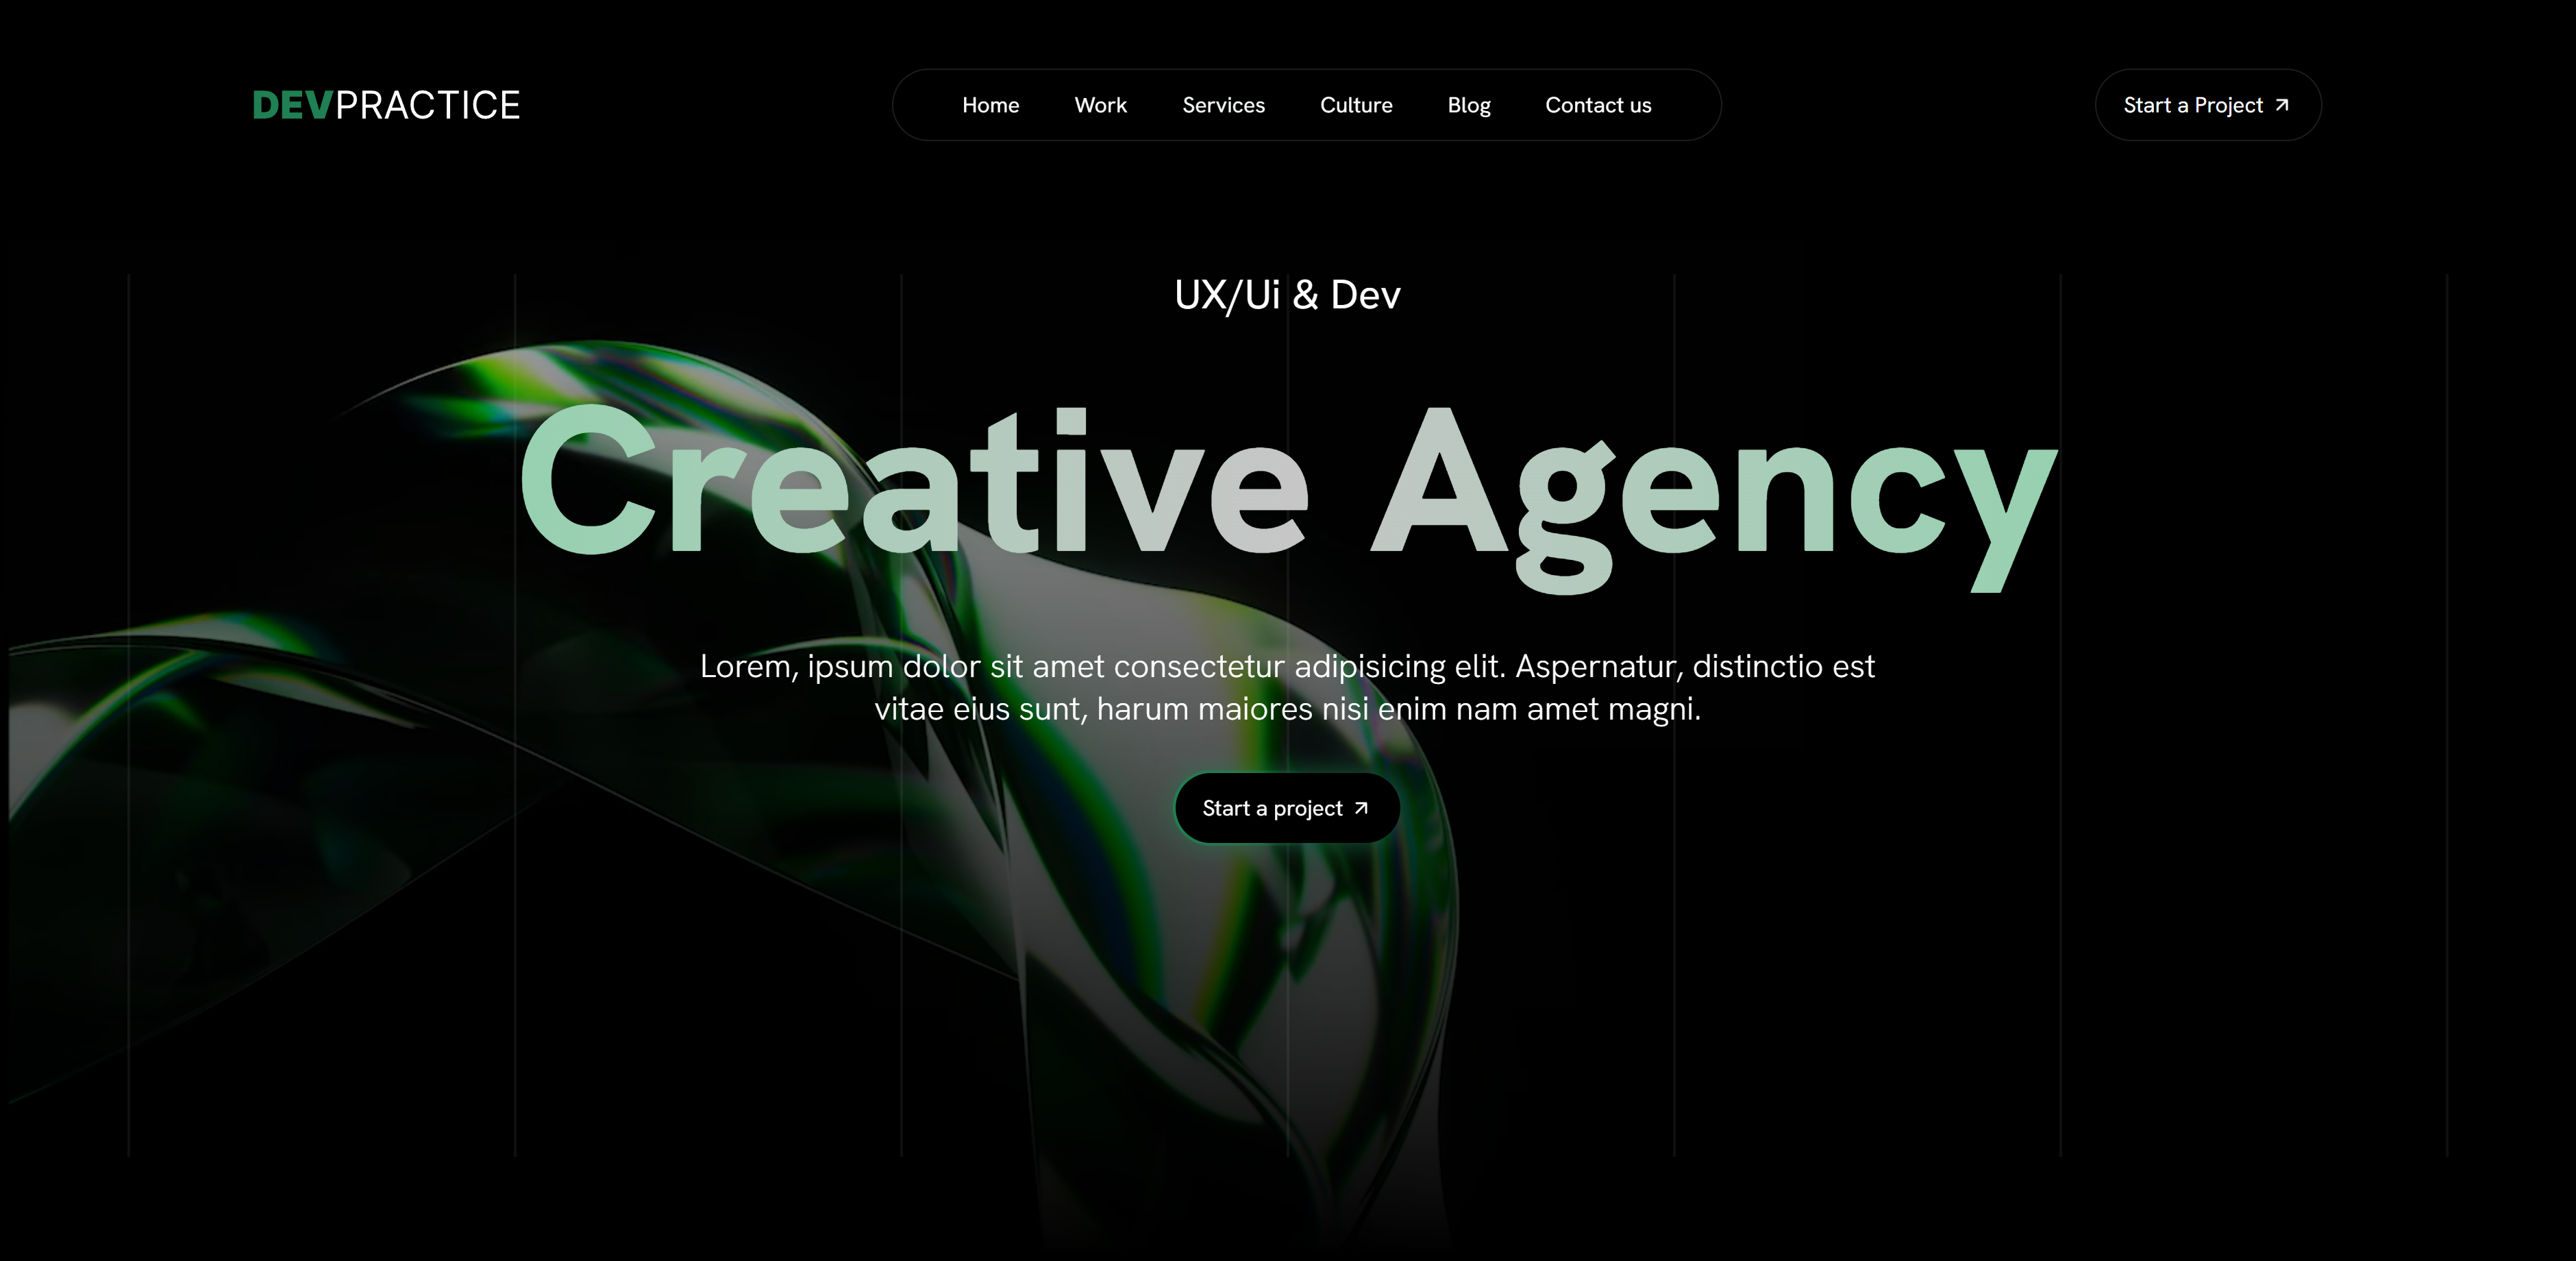 DEVPRACTICE
Home Work Services Culture Blog Contact us
Start a Project
UX/Ui & Dev
Creative Agency
Lorem, ipsum dolor sit amet consectetur adipisicing elit. Aspernatur, distinctio est
vitae eius sunt, harum maiores nisi enim nam amet magni.
Start a project